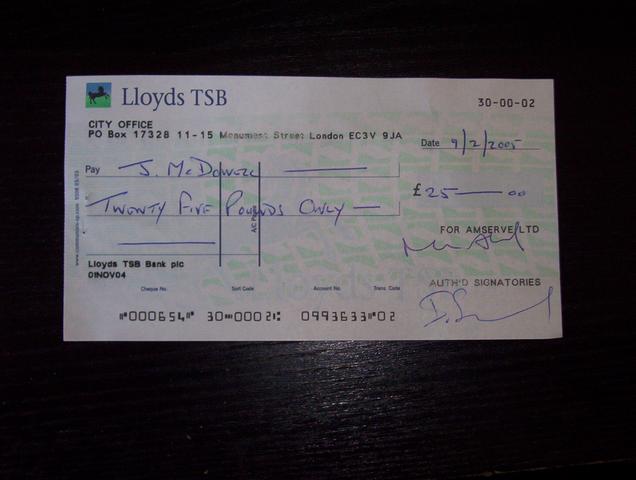 Lloyds TSB
30-00-02
CITY OFFICE
PO Box 17328 11-15 Monument Street London EC3V 9JA
Date 9/2/2005
Pay J. McDowell
£25 — 00
TWENTY FIVE POUNDS ONLY —
FOR AMSERVE LTD
Lloyds TSB Bank plc
01NOV04
AUTH'D SIGNATORIES
Cheque No. Sort Code Account No. Trans. Code
⑈000654⑈ 30⑉0002⑆ 0993633⑈02